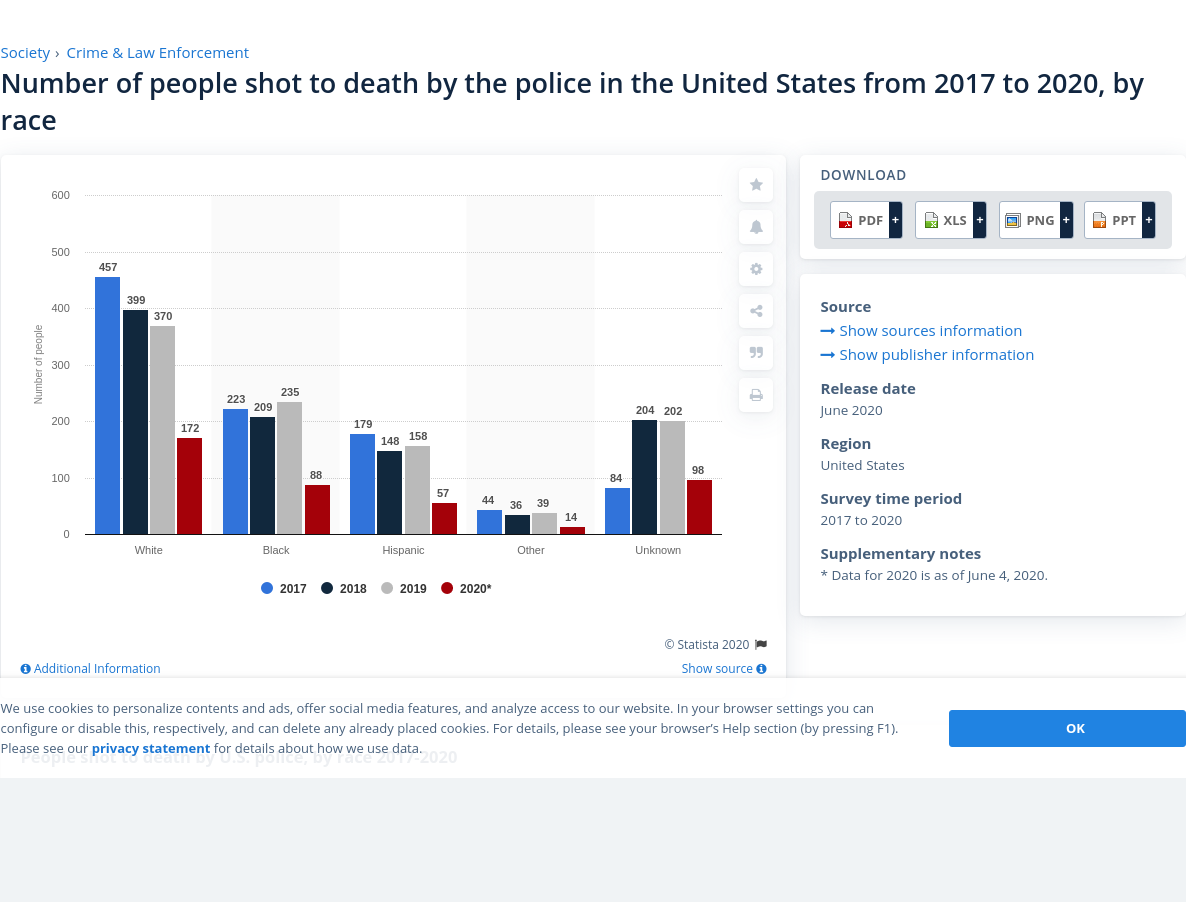 Society › Crime & Law Enforcement
Number of people shot to death by the police in the United States from 2017 to 2020, by
race
600
500
400
300
200
100
0
Number of people
457
399
370
172
223
209
235
88
179
148
158
57
44
36
39
14
84
204
202
98
White
Black
Hispanic
Other
Unknown
2017
2018
2019
2020*
© Statista 2020
Additional Information
Show source
DOWNLOAD
PDF + XLS + PNG + PPT +
Source
Show sources information
Show publisher information
Release date
June 2020
Region
United States
Survey time period
2017 to 2020
Supplementary notes
* Data for 2020 is as of June 4, 2020.
We use cookies to personalize contents and ads, offer social media features, and analyze access to our website. In your browser settings you can
configure or disable this, respectively, and can delete any already placed cookies. For details, please see your browser's Help section (by pressing F1).
Please see our privacy statement for details about how we use data.
OK
People shot to death by U.S. police, by race 2017-2020